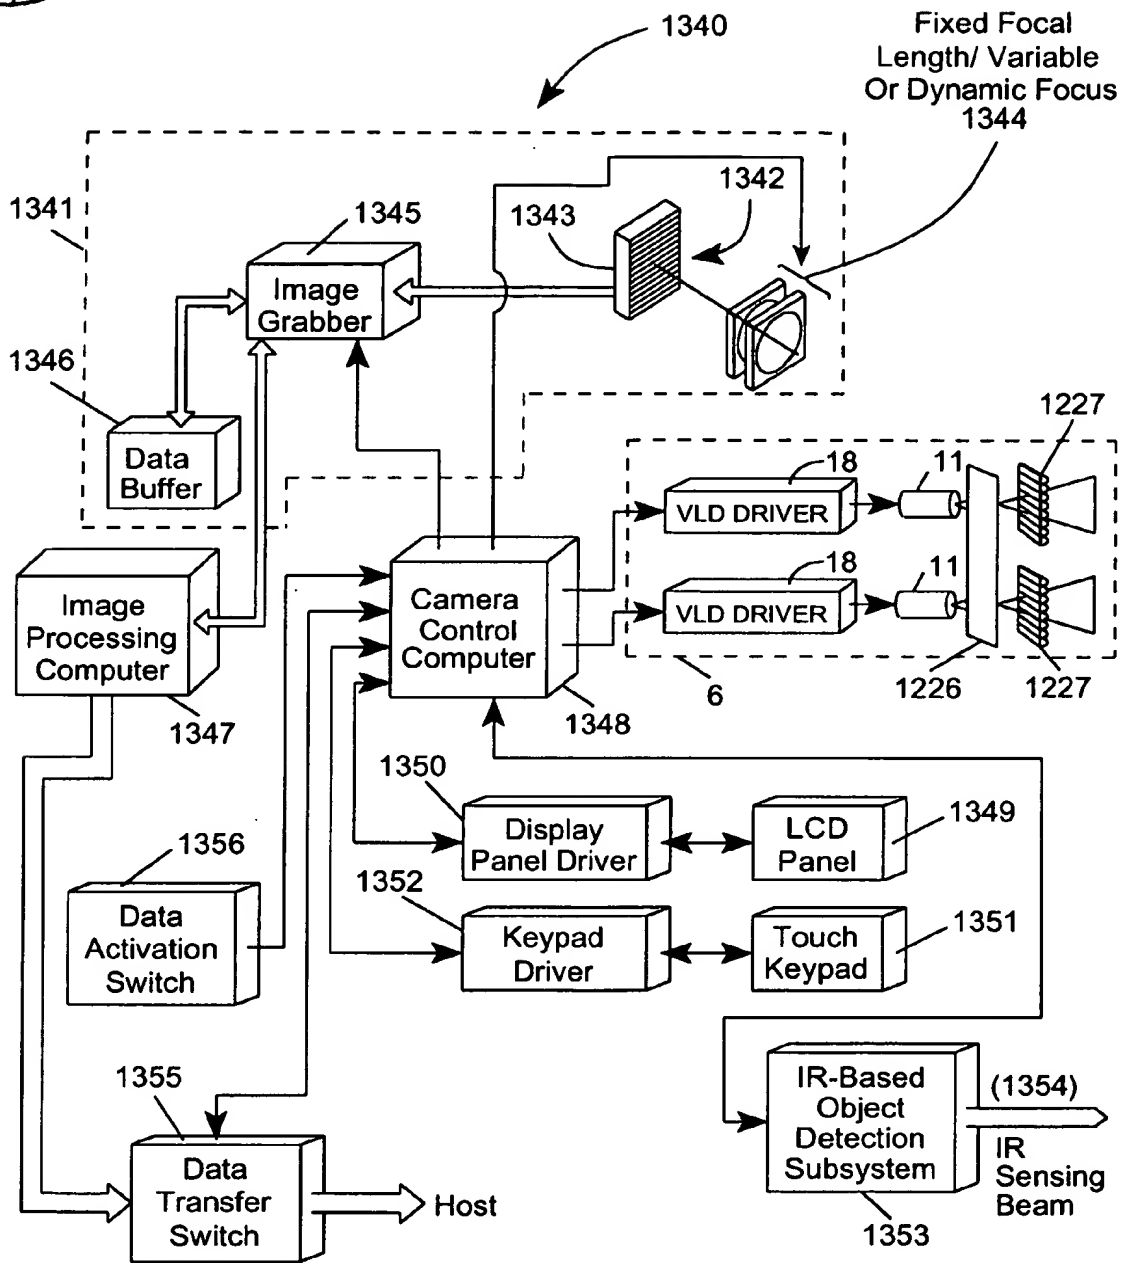 1340
Fixed Focal
Length/ Variable
Or Dynamic Focus
1344
1341
1345
1343
1342
Image
Grabber
1346
Data
Buffer
1227
18
11
VLD DRIVER
18
11
VLD DRIVER
1226
1227
6
Image
Processing
Computer
1347
Camera
Control
Computer
1348
1350
Display
Panel Driver
LCD
Panel
1349
1356
Data
Activation
Switch
1352
Keypad
Driver
Touch
Keypad
1351
1355
Data
Transfer
Switch
Host
IR-Based
Object
Detection
Subsystem
1353
(1354)
IR
Sensing
Beam